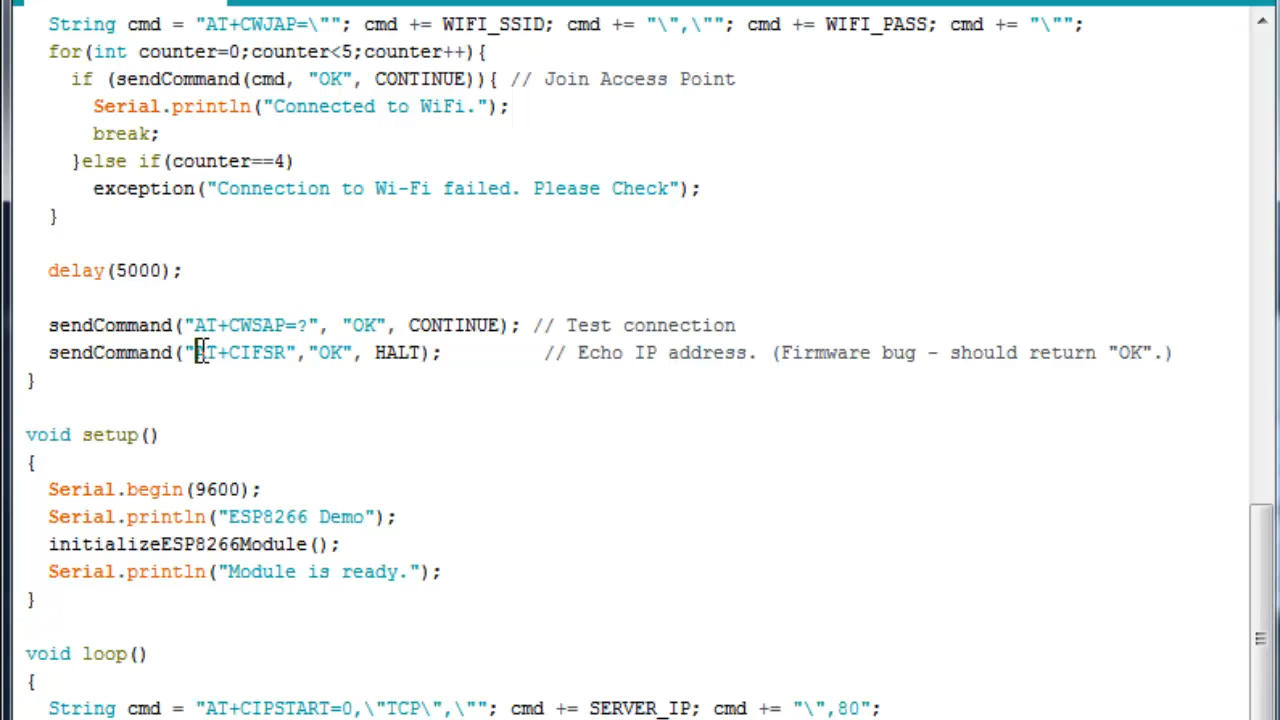 String cmd = "AT+CWJAP=\""; cmd += WIFI_SSID; cmd += "\",\""; cmd += WIFI_PASS; cmd += "\"";
for(int counter=0;counter<5;counter++){
if (sendCommand(cmd, "OK", CONTINUE)){ // Join Access Point
Serial.println("Connected to WiFi.");
break;
}else if(counter==4)
exception("Connection to Wi-Fi failed. Please Check");
}
delay(5000);
sendCommand("AT+CWSAP=?", "OK", CONTINUE); // Test connection
sendCommand("AT+CIFSR","OK", HALT); // Echo IP address. (Firmware bug - should return "OK".)
}
void setup()
{
Serial.begin(9600);
Serial.println("ESP8266 Demo");
initializeESP8266Module();
Serial.println("Module is ready.");
}
void loop()
{
String cmd = "AT+CIPSTART=0,\"TCP\",\""; cmd += SERVER_IP; cmd += "\",80";